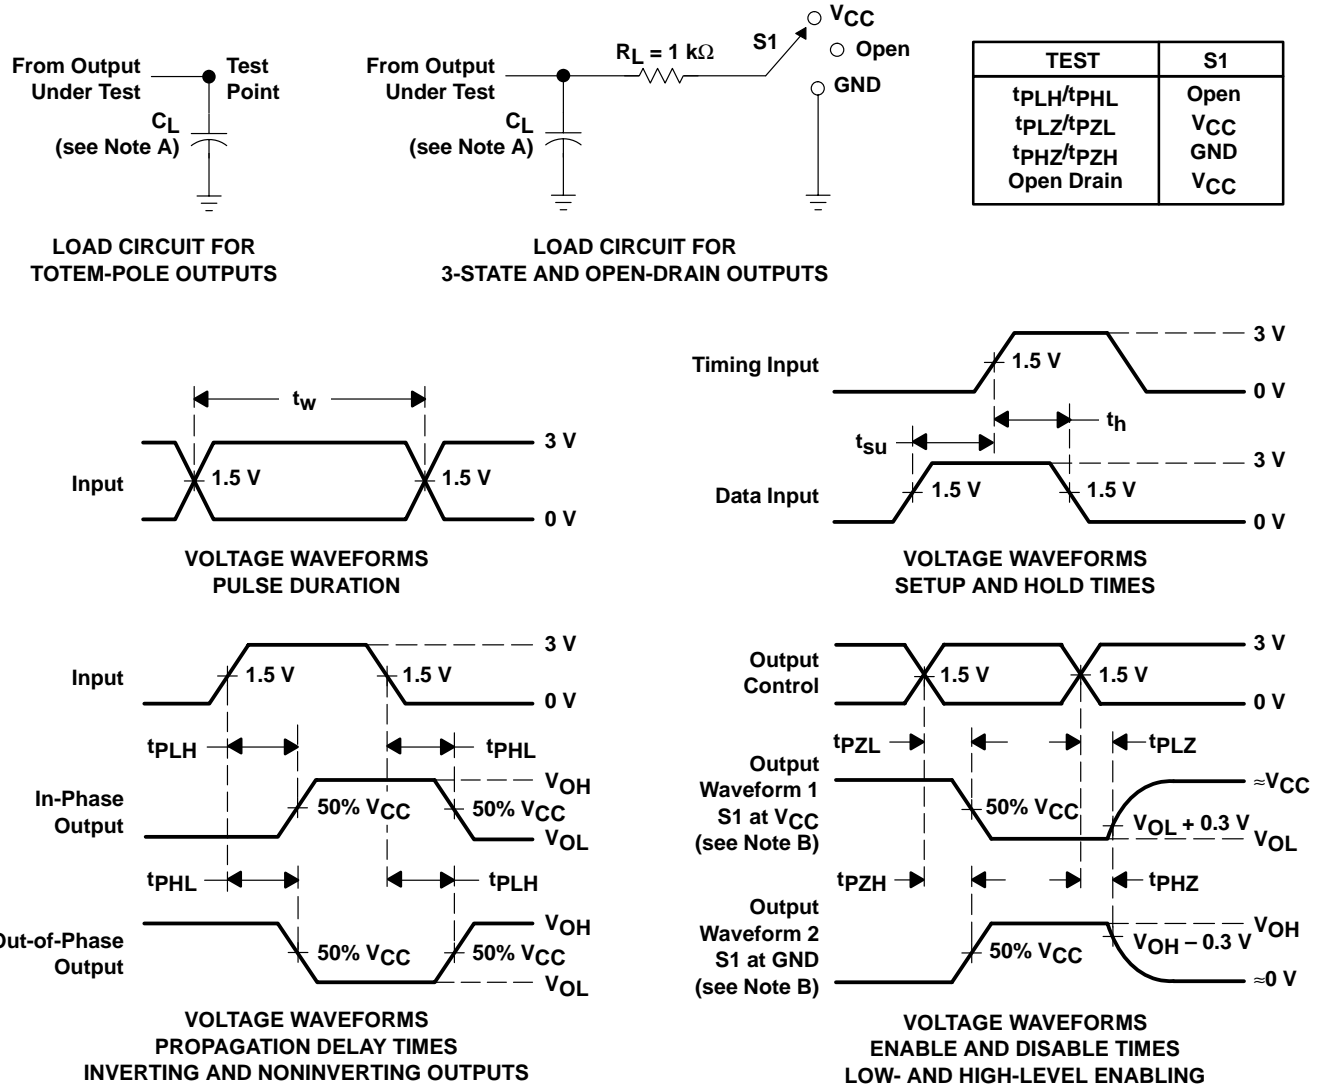 From Output
Under Test
Test
Point
CL
(see Note A)
LOAD CIRCUIT FOR
TOTEM-POLE OUTPUTS
From Output
Under Test
RL = 1 kΩ
S1
VCC
Open
GND
CL
(see Note A)
LOAD CIRCUIT FOR
3-STATE AND OPEN-DRAIN OUTPUTS
TEST S1
tPLH/tPHL Open
tPLZ/tPZL VCC
tPHZ/tPZH GND
Open Drain VCC
tw
Input
1.5 V
1.5 V
3 V
0 V
VOLTAGE WAVEFORMS
PULSE DURATION
Timing Input
1.5 V
3 V
0 V
th
tsu
Data Input
1.5 V
1.5 V
3 V
0 V
VOLTAGE WAVEFORMS
SETUP AND HOLD TIMES
Input
1.5 V
1.5 V
3 V
0 V
tPLH
tPHL
In-Phase
Output
50% VCC
50% VCC
VOH
VOL
tPHL
tPLH
Out-of-Phase
Output
50% VCC
50% VCC
VOH
VOL
VOLTAGE WAVEFORMS
PROPAGATION DELAY TIMES
INVERTING AND NONINVERTING OUTPUTS
Output
Control
1.5 V
1.5 V
3 V
0 V
tPZL
tPLZ
Output
Waveform 1
S1 at VCC
(see Note B)
50% VCC
VOL + 0.3 V
≈VCC
VOL
tPZH
tPHZ
Output
Waveform 2
S1 at GND
(see Note B)
50% VCC
VOH − 0.3 V
VOH
≈0 V
VOLTAGE WAVEFORMS
ENABLE AND DISABLE TIMES
LOW- AND HIGH-LEVEL ENABLING